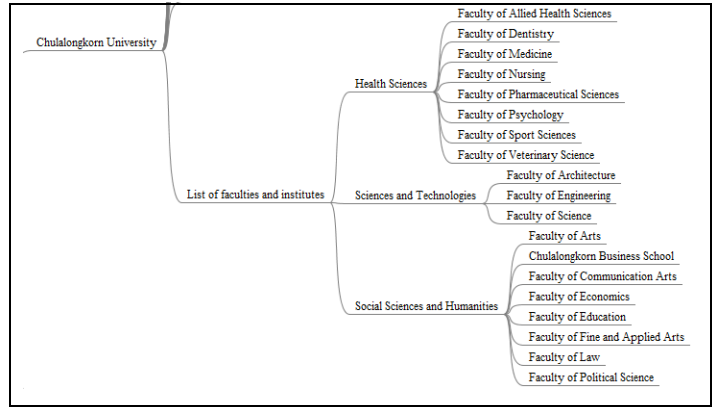 Chulalongkorn University
List of faculties and institutes
Health Sciences
Faculty of Allied Health Sciences
Faculty of Dentistry
Faculty of Medicine
Faculty of Nursing
Faculty of Pharmaceutical Sciences
Faculty of Psychology
Faculty of Sport Sciences
Faculty of Veterinary Science
Sciences and Technologies
Faculty of Architecture
Faculty of Engineering
Faculty of Science
Social Sciences and Humanities
Faculty of Arts
Chulalongkorn Business School
Faculty of Communication Arts
Faculty of Economics
Faculty of Education
Faculty of Fine and Applied Arts
Faculty of Law
Faculty of Political Science